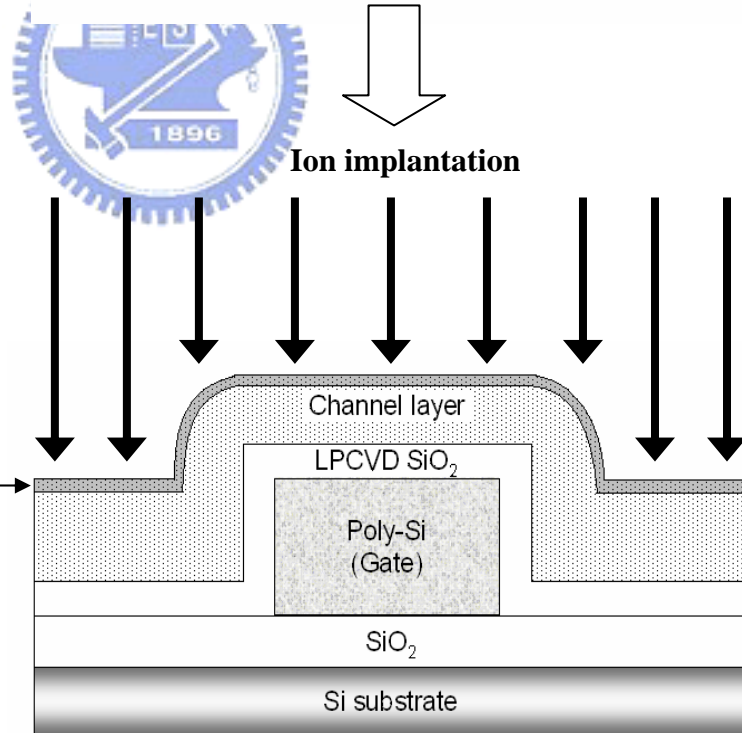 1896
Ion implantation
Channel layer
LPCVD SiO₂
Poly-Si
(Gate)
SiO₂
Si substrate